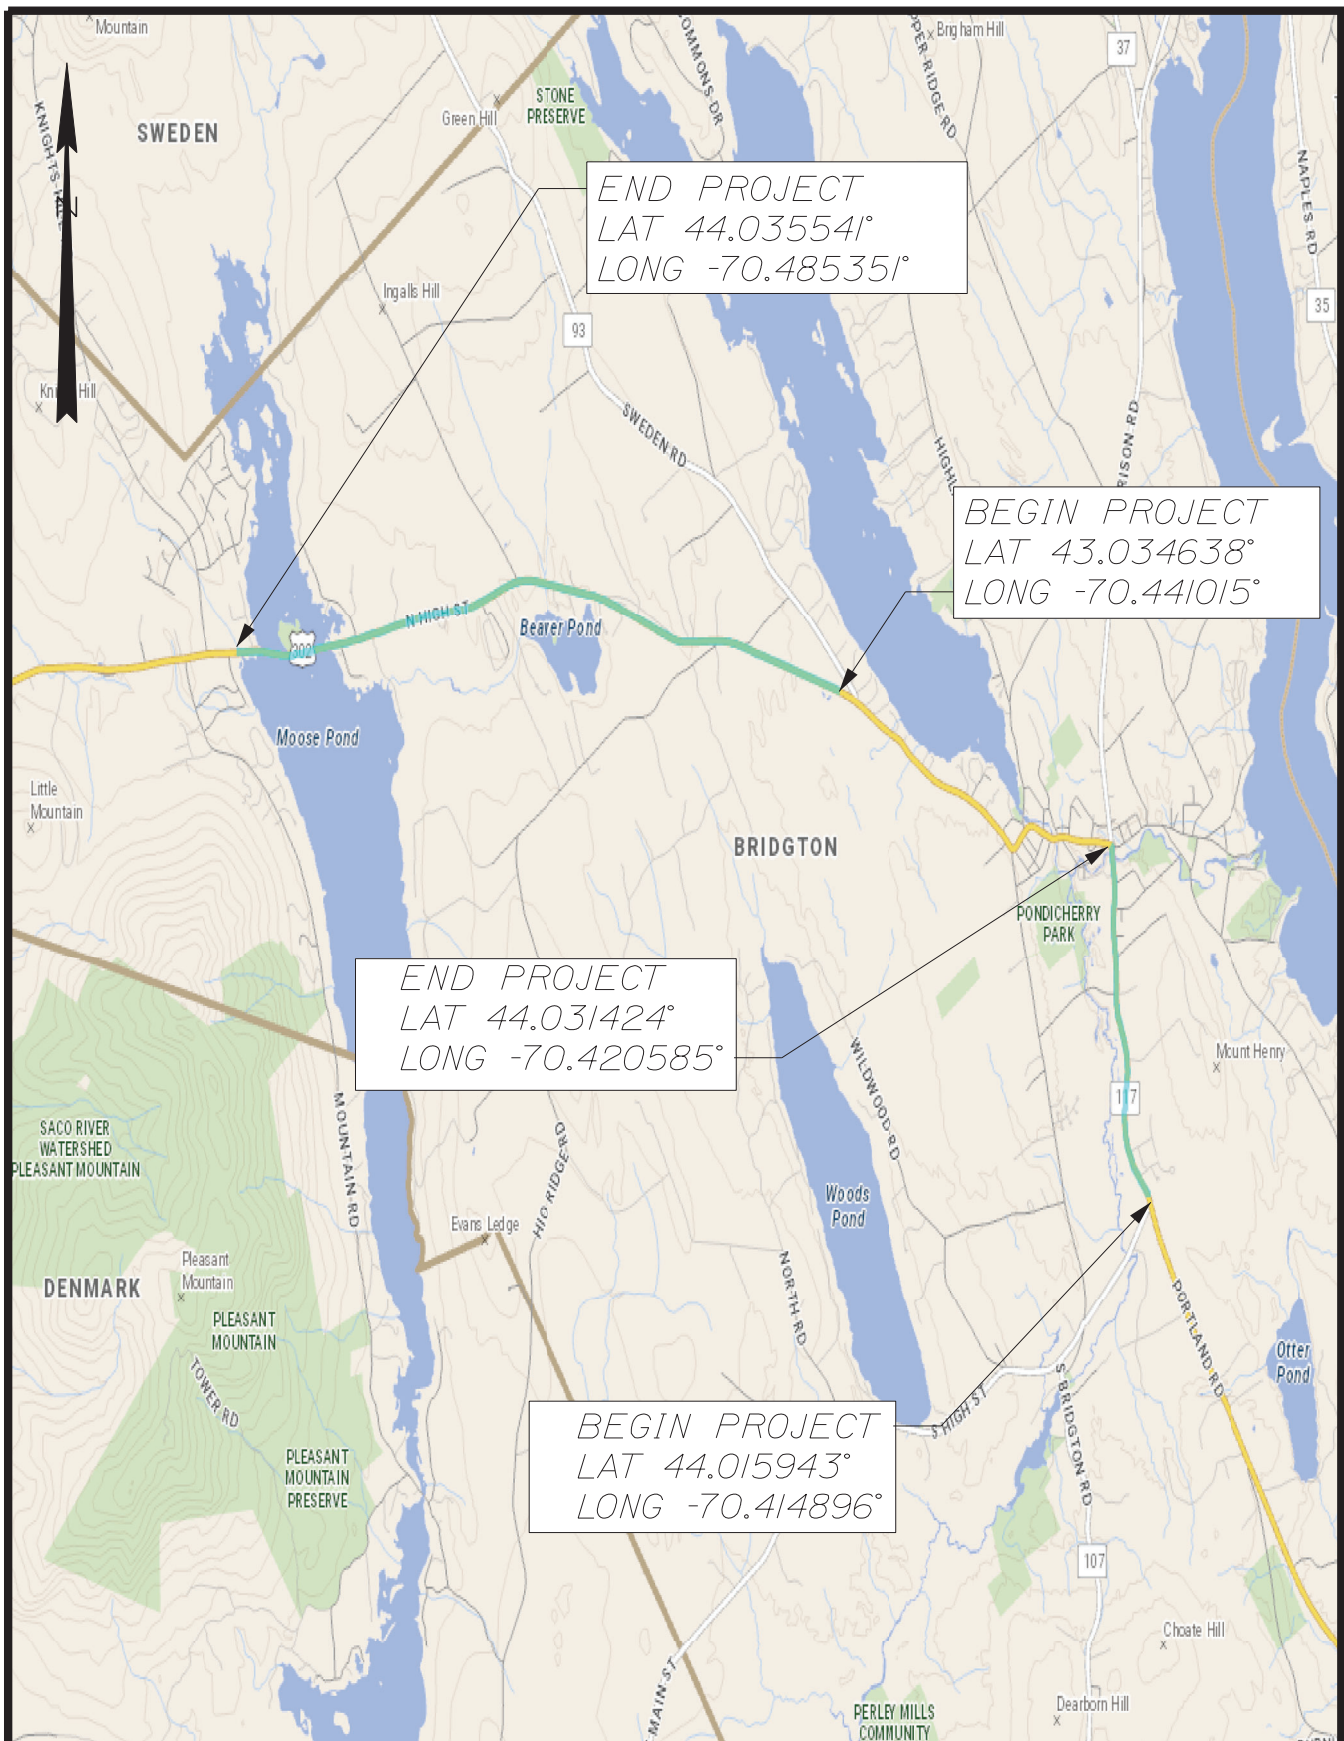 Mountain
SWEDEN
Green Hill
STONE
PRESERVE
Brigham Hill
37
N
END PROJECT
LAT 44.035541°
LONG -70.485351°
NAPLES RD
Ingalls Hill
93
35
Hill
SWEDEN RD
BEGIN PROJECT
LAT 43.034638°
LONG -70.441015°
N HIGH ST
302
Bearer Pond
Moose Pond
Little
Mountain
BRIDGTON
PONDICHERRY
PARK
END PROJECT
LAT 44.031424°
LONG -70.420585°
WILDWOOD RD
Mount Henry
117
MOUNTAIN RD
SACO RIVER
WATERSHED
PLEASANT MOUNTAIN
Woods
Pond
Evans Ledge
Pleasant
Mountain
DENMARK
PLEASANT
MOUNTAIN
NORTH RD
PORTLAND RD
Otter
Pond
TOWER RD
S HIGH ST
S BRIDGTON RD
BEGIN PROJECT
LAT 44.015943°
LONG -70.414896°
PLEASANT
MOUNTAIN
PRESERVE
107
Choate Hill
MAIN ST
Dearborn Hill
PERLEY MILLS
COMMUNITY